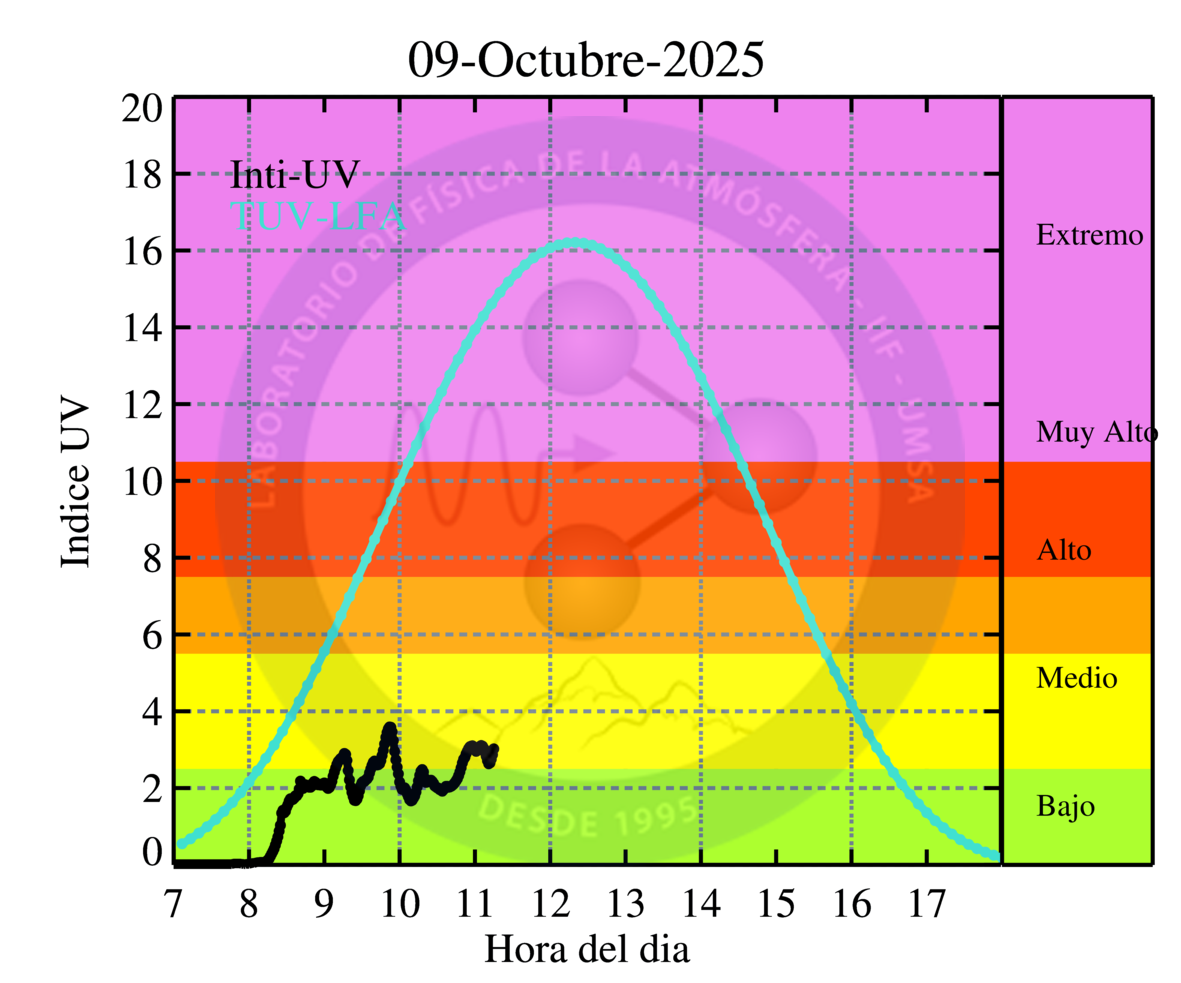 09-Octubre-2025
20
18
16
14
12
10
8
6
4
2
0
Indice UV
Inti-UV
TUV-LFA
LABORATORIO DE FÍSICA DE LA ATMÓSFERA - IIF - UMSA
DESDE 1995
Extremo
Muy Alto
Alto
Medio
Bajo
7 8 9 10 11 12 13 14 15 16 17
Hora del dia